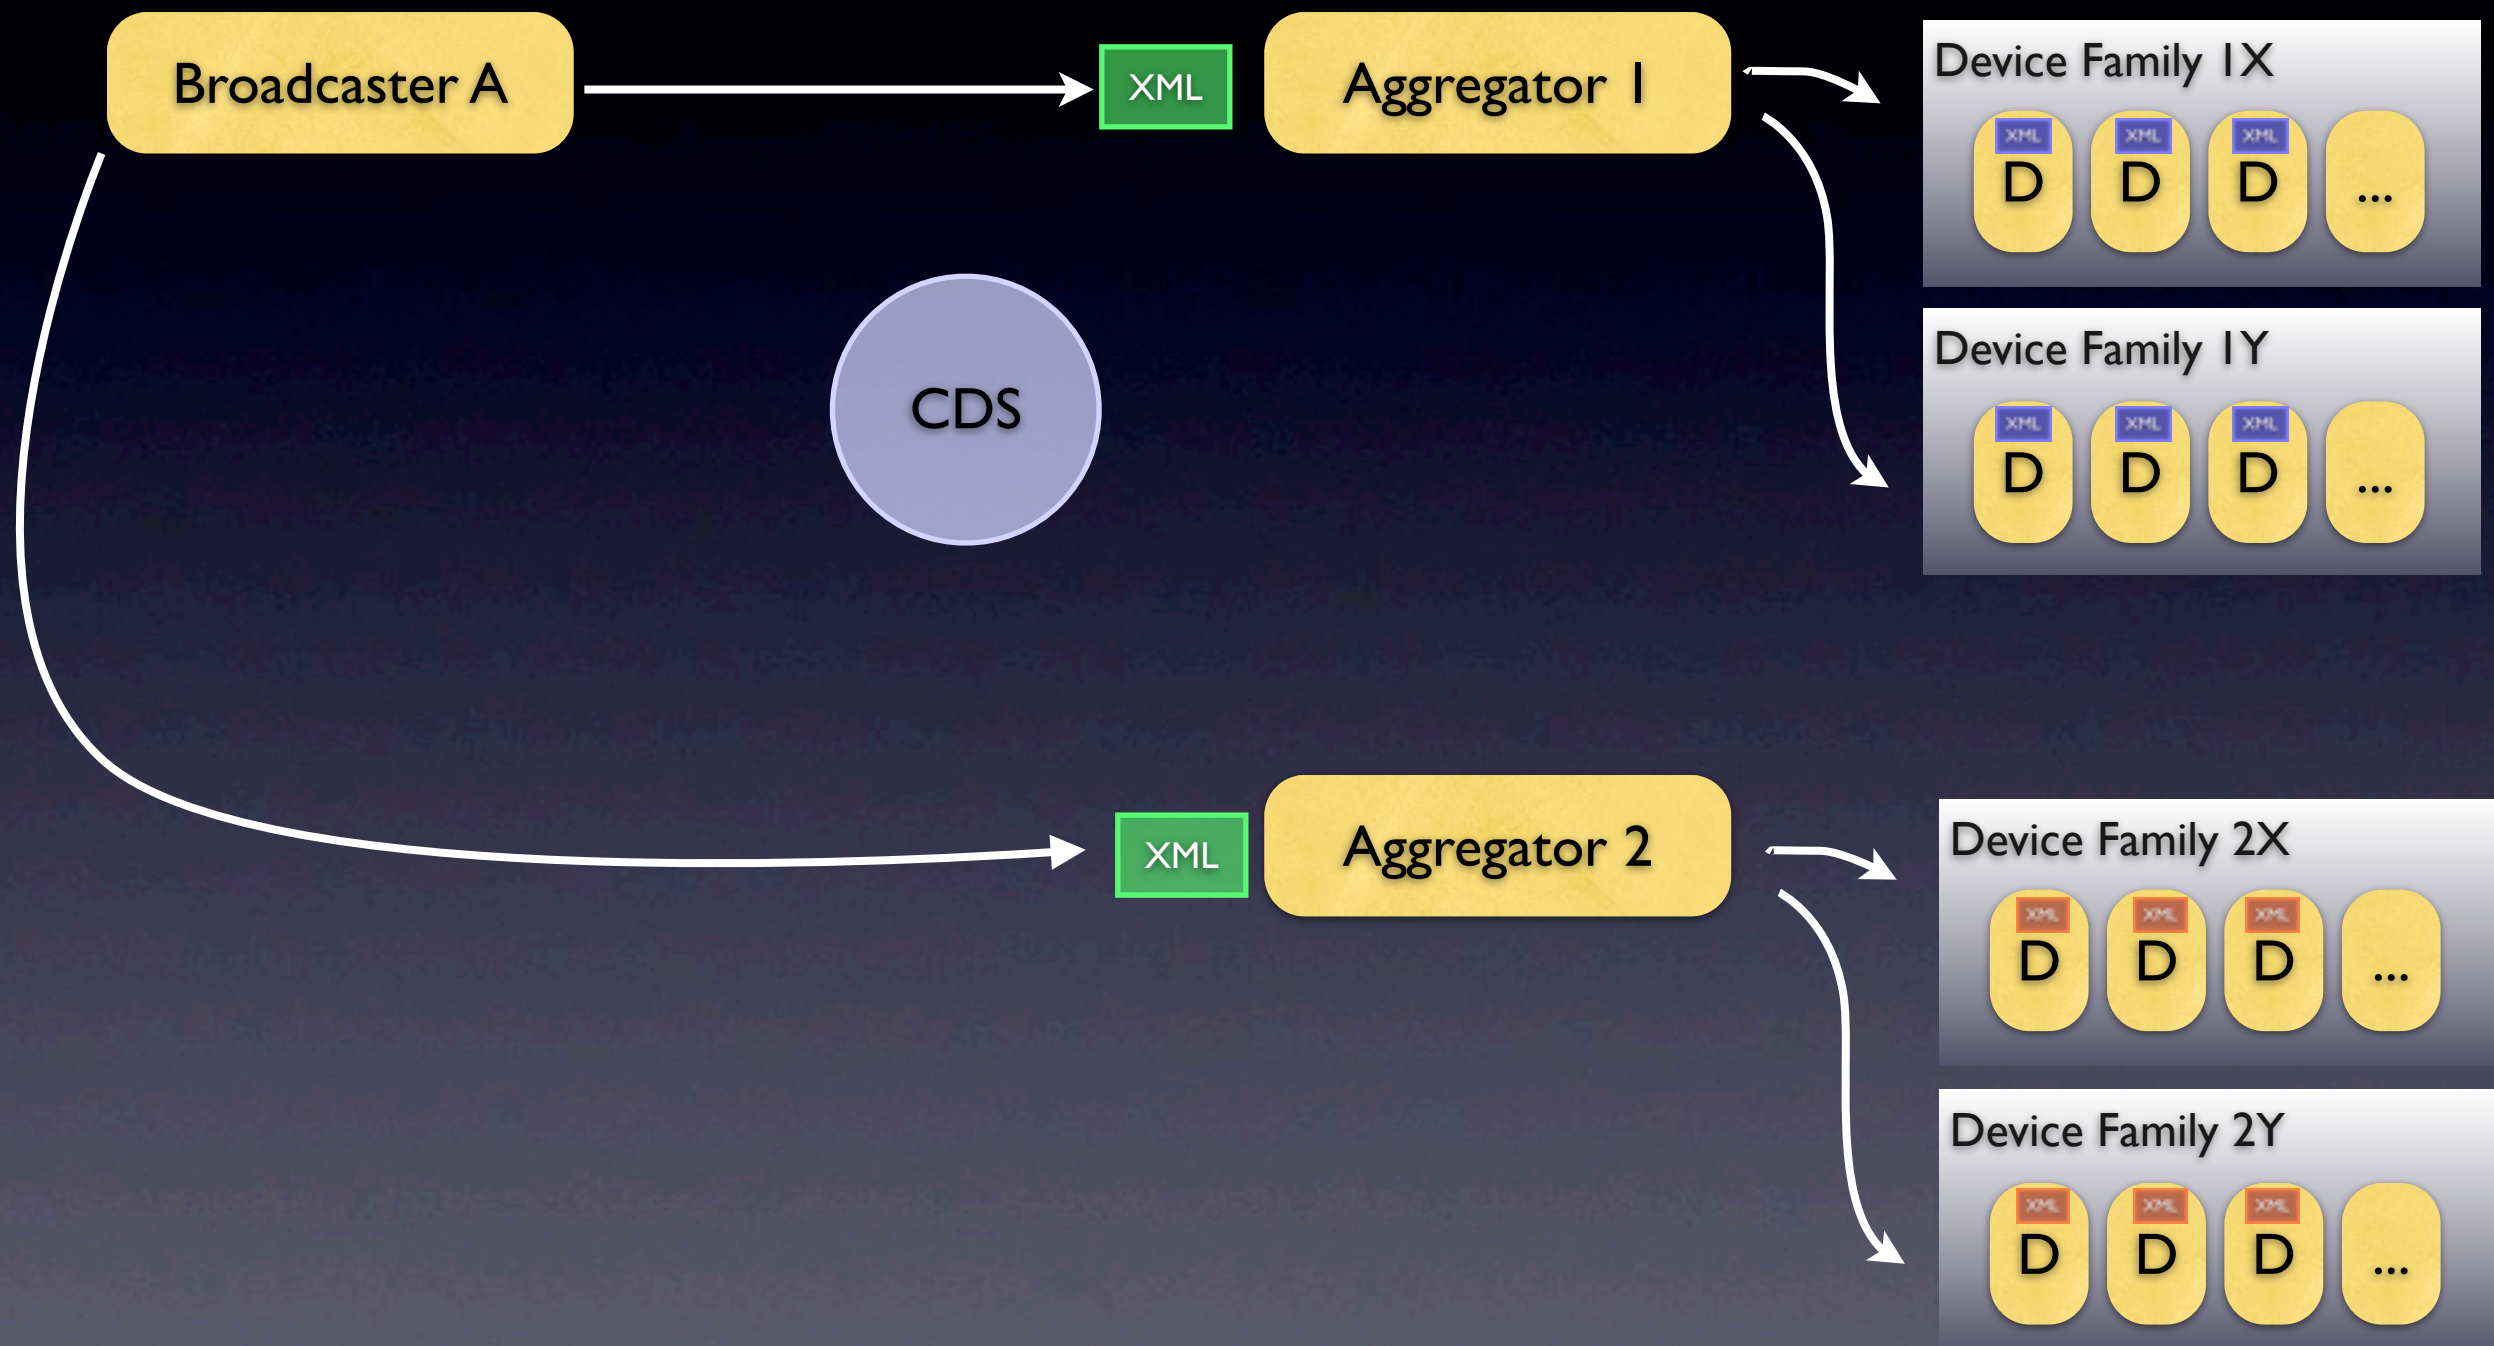 Broadcaster A
XML
Aggregator 1
Device Family 1X
XML XML XML
D D D ...
CDS
Device Family 1Y
XML XML XML
D D D ...
XML
Aggregator 2
Device Family 2X
XML XML XML
D D D ...
Device Family 2Y
XML XML XML
D D D ...